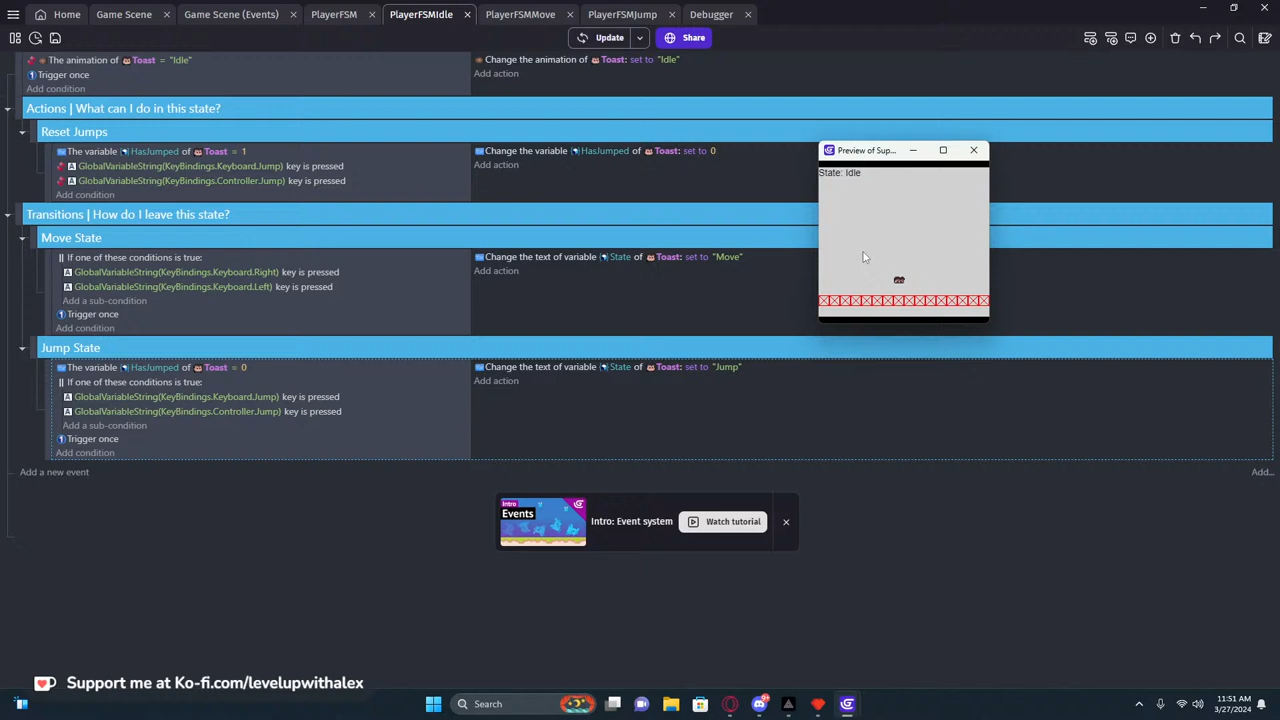 Home
Game Scene
Game Scene (Events)
PlayerFSM
PlayerFSMIdle
PlayerFSMMove
PlayerFSMJump
Debugger
Update
Share
The animation of Toast = "Idle"
Change the animation of Toast: set to "Idle"
Trigger once
Add action
Add condition
Actions | What can I do in this state?
Reset Jumps
The variable HasJumped of Toast = 1
Change the variable HasJumped of Toast: set to 0
GlobalVariableString(KeyBindings.Keyboard.Jump) key is pressed
Add action
GlobalVariableString(KeyBindings.Controller.Jump) key is pressed
Add condition
Transitions | How do I leave this state?
Move State
If one of these conditions is true:
Change the text of variable State of Toast: set to "Move"
GlobalVariableString(KeyBindings.Keyboard.Right) key is pressed
Add action
GlobalVariableString(KeyBindings.Keyboard.Left) key is pressed
Add a sub-condition
Trigger once
Add condition
Jump State
The variable HasJumped of Toast = 0
Change the text of variable State of Toast: set to "Jump"
If one of these conditions is true:
Add action
GlobalVariableString(KeyBindings.Keyboard.Jump) key is pressed
GlobalVariableString(KeyBindings.Controller.Jump) key is pressed
Add a sub-condition
Trigger once
Add condition
Add a new event
Add...
Preview of Sup...
State: Idle
Intro
Events
Intro: Event system
Watch tutorial
Support me at Ko-fi.com/levelupwithalex
Search
11:51 AM
3/27/2024